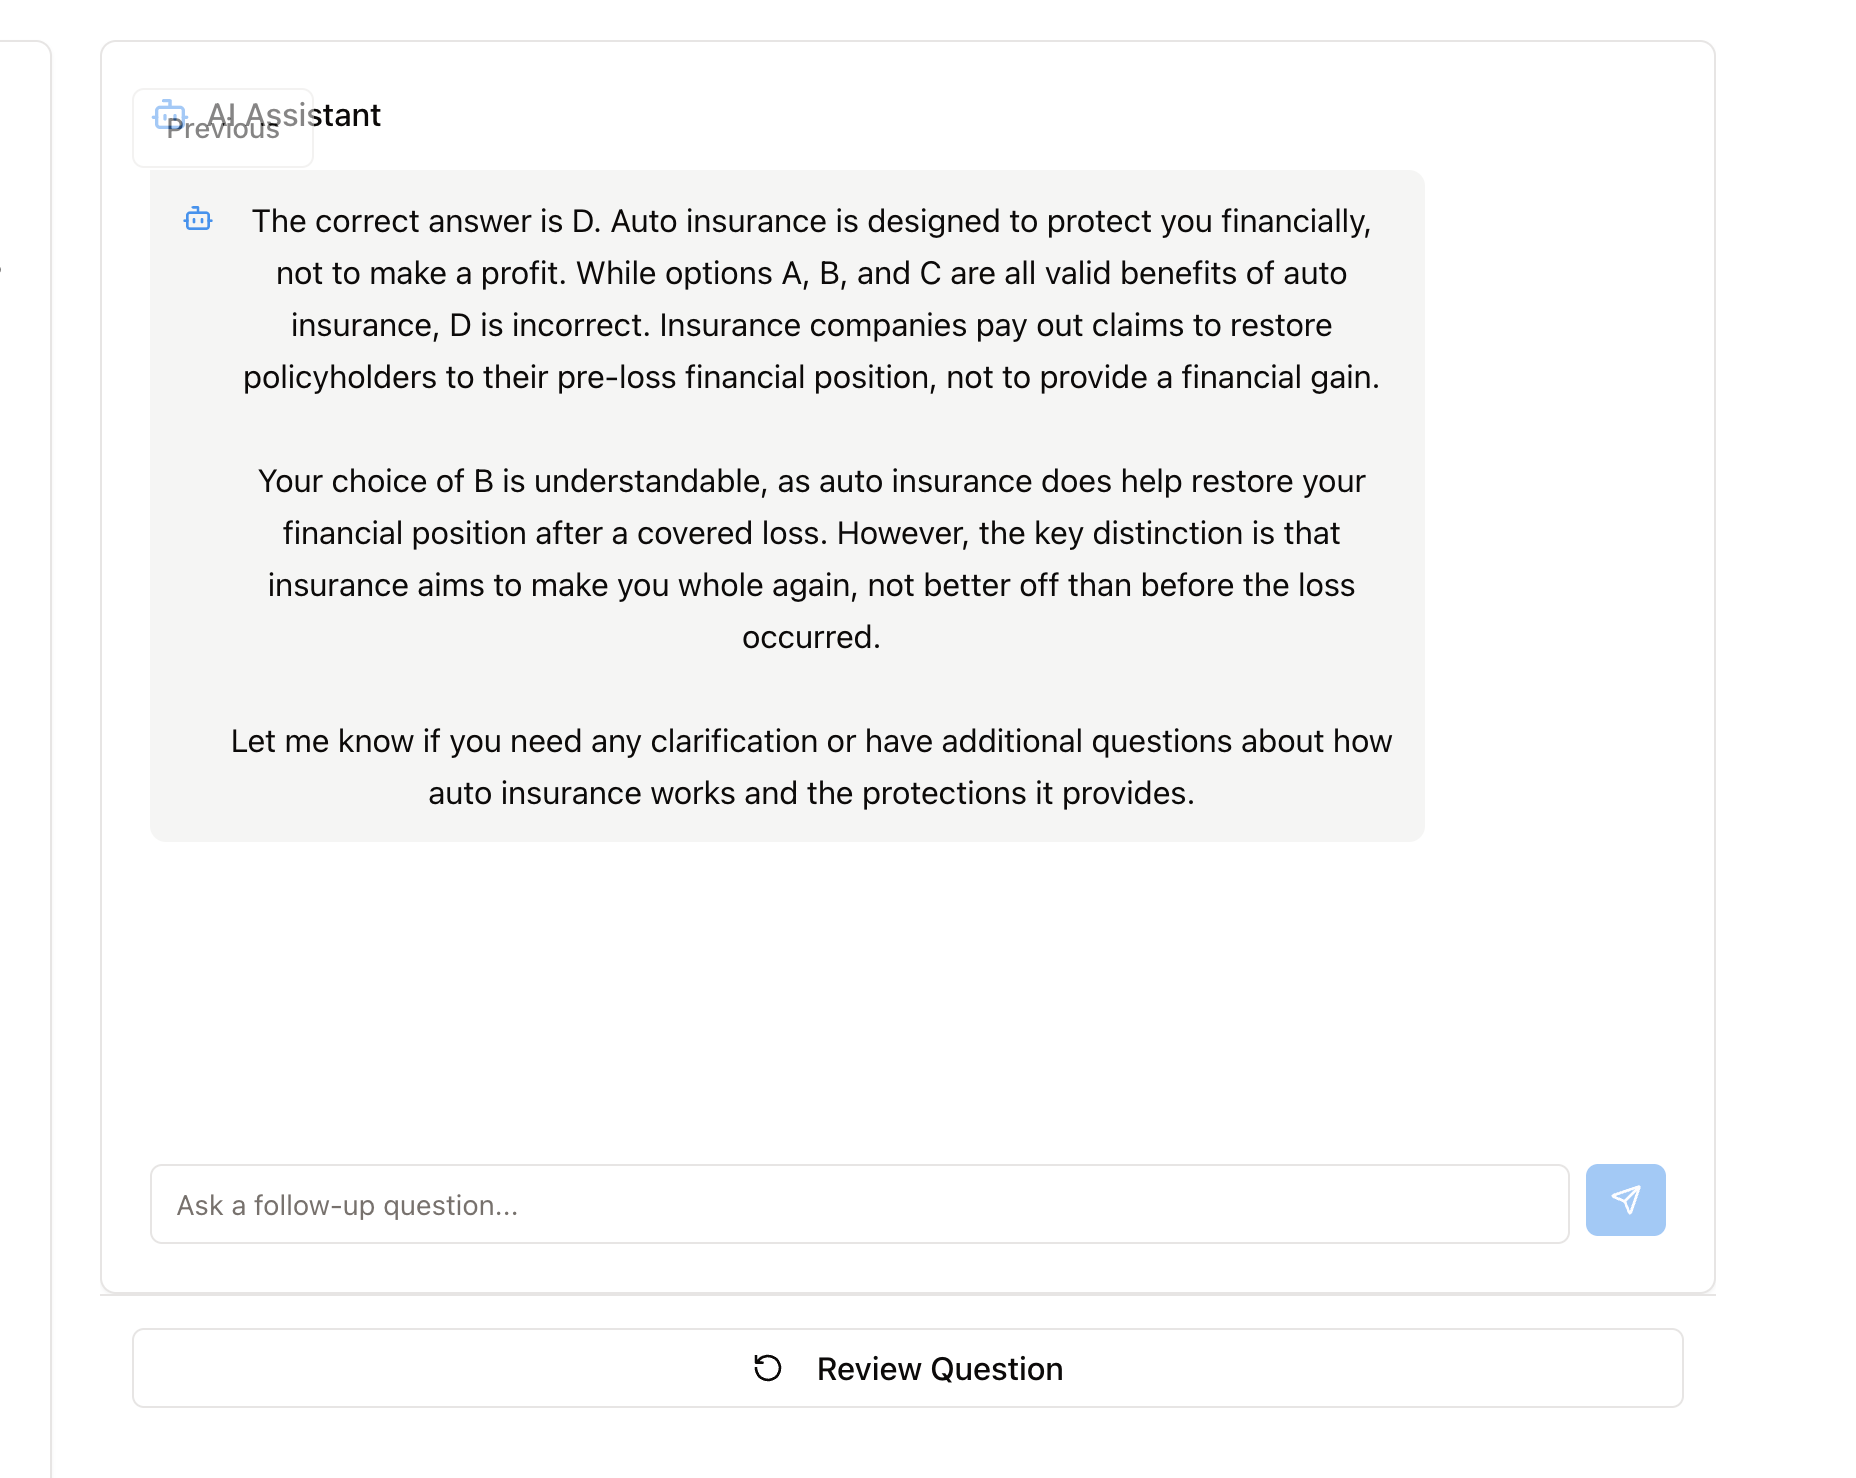 AI Assistant
Previous
The correct answer is D. Auto insurance is designed to protect you financially,
not to make a profit. While options A, B, and C are all valid benefits of auto
insurance, D is incorrect. Insurance companies pay out claims to restore
policyholders to their pre-loss financial position, not to provide a financial gain.
Your choice of B is understandable, as auto insurance does help restore your
financial position after a covered loss. However, the key distinction is that
insurance aims to make you whole again, not better off than before the loss
occurred.
Let me know if you need any clarification or have additional questions about how
auto insurance works and the protections it provides.
Ask a follow-up question...
Review Question